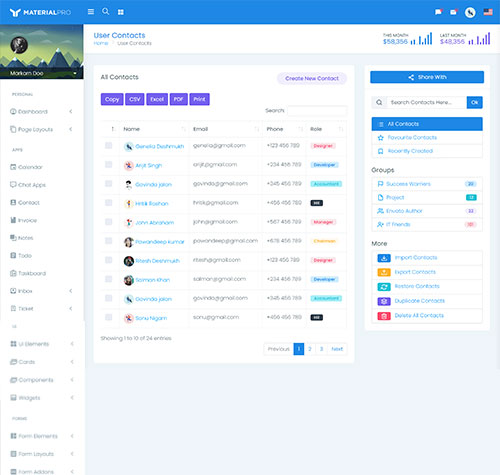 MATERIALPRO
User Contacts
Home / User Contacts
THIS MONTH
$58,356
LAST MONTH
$48,356
Markarn Doe
PERSONAL
Dashboard
Page Layouts
APPS
Calendar
Chat Apps
Contact
Invoice
Notes
Todo
Taskboard
Inbox
Ticket
UI
UI Elements
Cards
Components
Widgets
FORMS
Form Elements
Form Layouts
Form Addons
All Contacts
Create New Contact
Copy CSV Excel PDF Print
Search:
Name Email Phone Role
Genelia Deshmukh genelia@gmail.com +123 456 789 Designer
Arijit Singh arijit@gmail.com +234 456 789 Developer
Govinda jalan govinda@gmail.com +345 456 789 Accountant
Hritik Roshan hritik@gmail.com +456 456 789 HR
John Abraham john@gmail.com +567 456 789 Manager
Pawandeep Kumar pawandeep@gmail.com +678 456 789 Chairman
Ritesh Deshmukh ritesh@gmail.com +123 456 789 Designer
Salman Khan salman@gmail.com +234 456 789 Developer
Govinda jalan govinda@gmail.com +345 456 789 Accountant
Sonu Nigam sonu@gmail.com +456 456 789 HR
Showing 1 to 10 of 24 entries
Previous 1 2 3 Next
Share With
Search Contacts Here... Ok
All Contacts
Favourite Contacts
Recently Created
Groups
Success Warriers 20
Project 12
Envato Author 22
IT Friends 101
More
Import Contacts
Export Contacts
Restore Contacts
Duplicate Contacts
Delete All Contacts